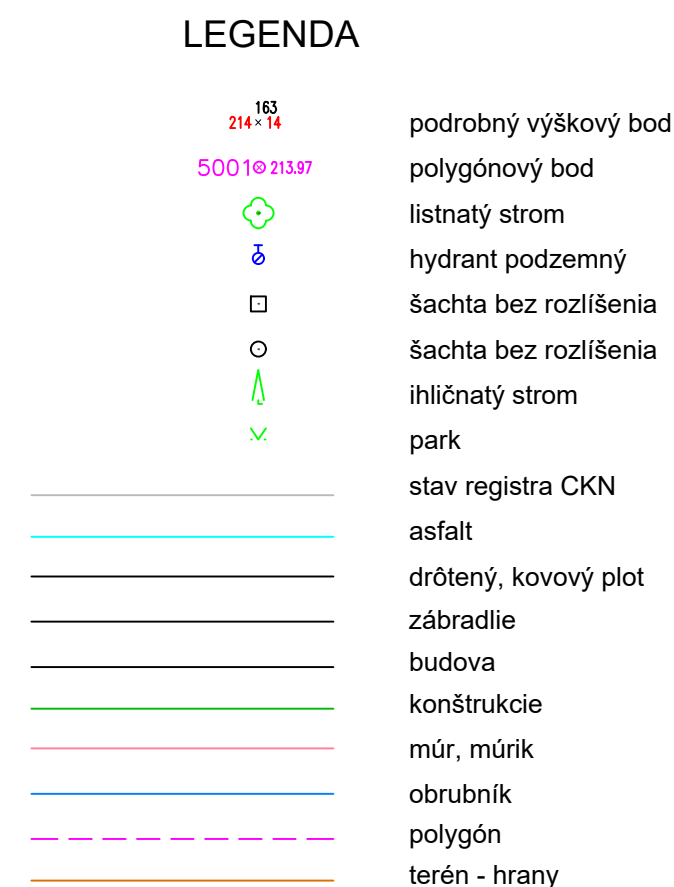 LEGENDA
163
214 × 14 podrobný výškový bod
5001 213.97 polygónový bod
listnatý strom
hydrant podzemný
šachta bez rozlíšenia
šachta bez rozlíšenia
ihličnatý strom
park
stav registra CKN
asfalt
drôtený, kovový plot
zábradlie
budova
konštrukcie
múr, múrik
obrubník
polygón
terén - hrany